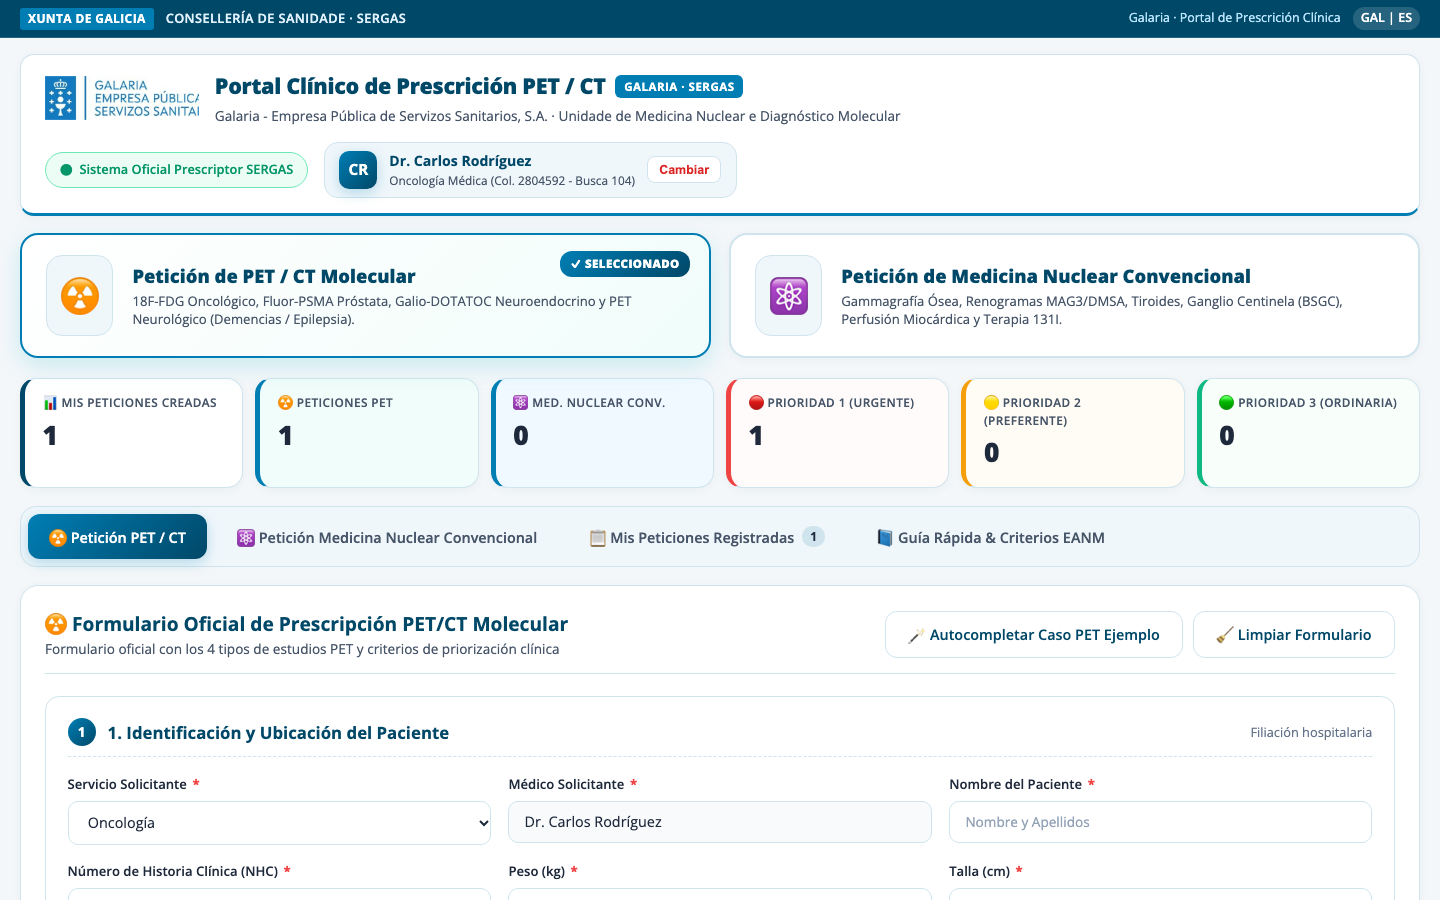 XUNTA DE GALICIA CONSELLERÍA DE SANIDADE · SERGAS
Galaria · Portal de Prescrición Clínica GAL | ES
GALARIA
EMPRESA PÚBLICA
SERVIZOS SANITAI
Portal Clínico de Prescrición PET / CT GALARIA · SERGAS
Galaria - Empresa Pública de Servizos Sanitarios, S.A. · Unidade de Medicina Nuclear e Diagnóstico Molecular
Sistema Oficial Prescriptor SERGAS
CR
Dr. Carlos Rodríguez
Oncología Médica (Col. 2804592 - Busca 104)
Cambiar
Petición de PET / CT Molecular
✓ SELECCIONADO
18F-FDG Oncológico, Fluor-PSMA Próstata, Galio-DOTATOC Neuroendocrino y PET
Neurológico (Demencias / Epilepsia).
Petición de Medicina Nuclear Convencional
Gammagrafía Ósea, Renogramas MAG3/DMSA, Tiroides, Ganglio Centinela (BSGC),
Perfusión Miocárdica y Terapia 131I.
MIS PETICIONES CREADAS
1
PETICIONES PET
1
MED. NUCLEAR CONV.
0
PRIORIDAD 1 (URGENTE)
1
PRIORIDAD 2
(PREFERENTE)
0
PRIORIDAD 3 (ORDINARIA)
0
Petición PET / CT
Petición Medicina Nuclear Convencional
Mis Peticiones Registradas 1
Guía Rápida & Criterios EANM
Formulario Oficial de Prescripción PET/CT Molecular
Formulario oficial con los 4 tipos de estudios PET y criterios de priorización clínica
Autocompletar Caso PET Ejemplo
Limpiar Formulario
1 1. Identificación y Ubicación del Paciente
Filiación hospitalaria
Servicio Solicitante *
Oncología
Médico Solicitante *
Dr. Carlos Rodríguez
Nombre del Paciente *
Nombre y Apellidos
Número de Historia Clínica (NHC) *
Peso (kg) *
Talla (cm) *